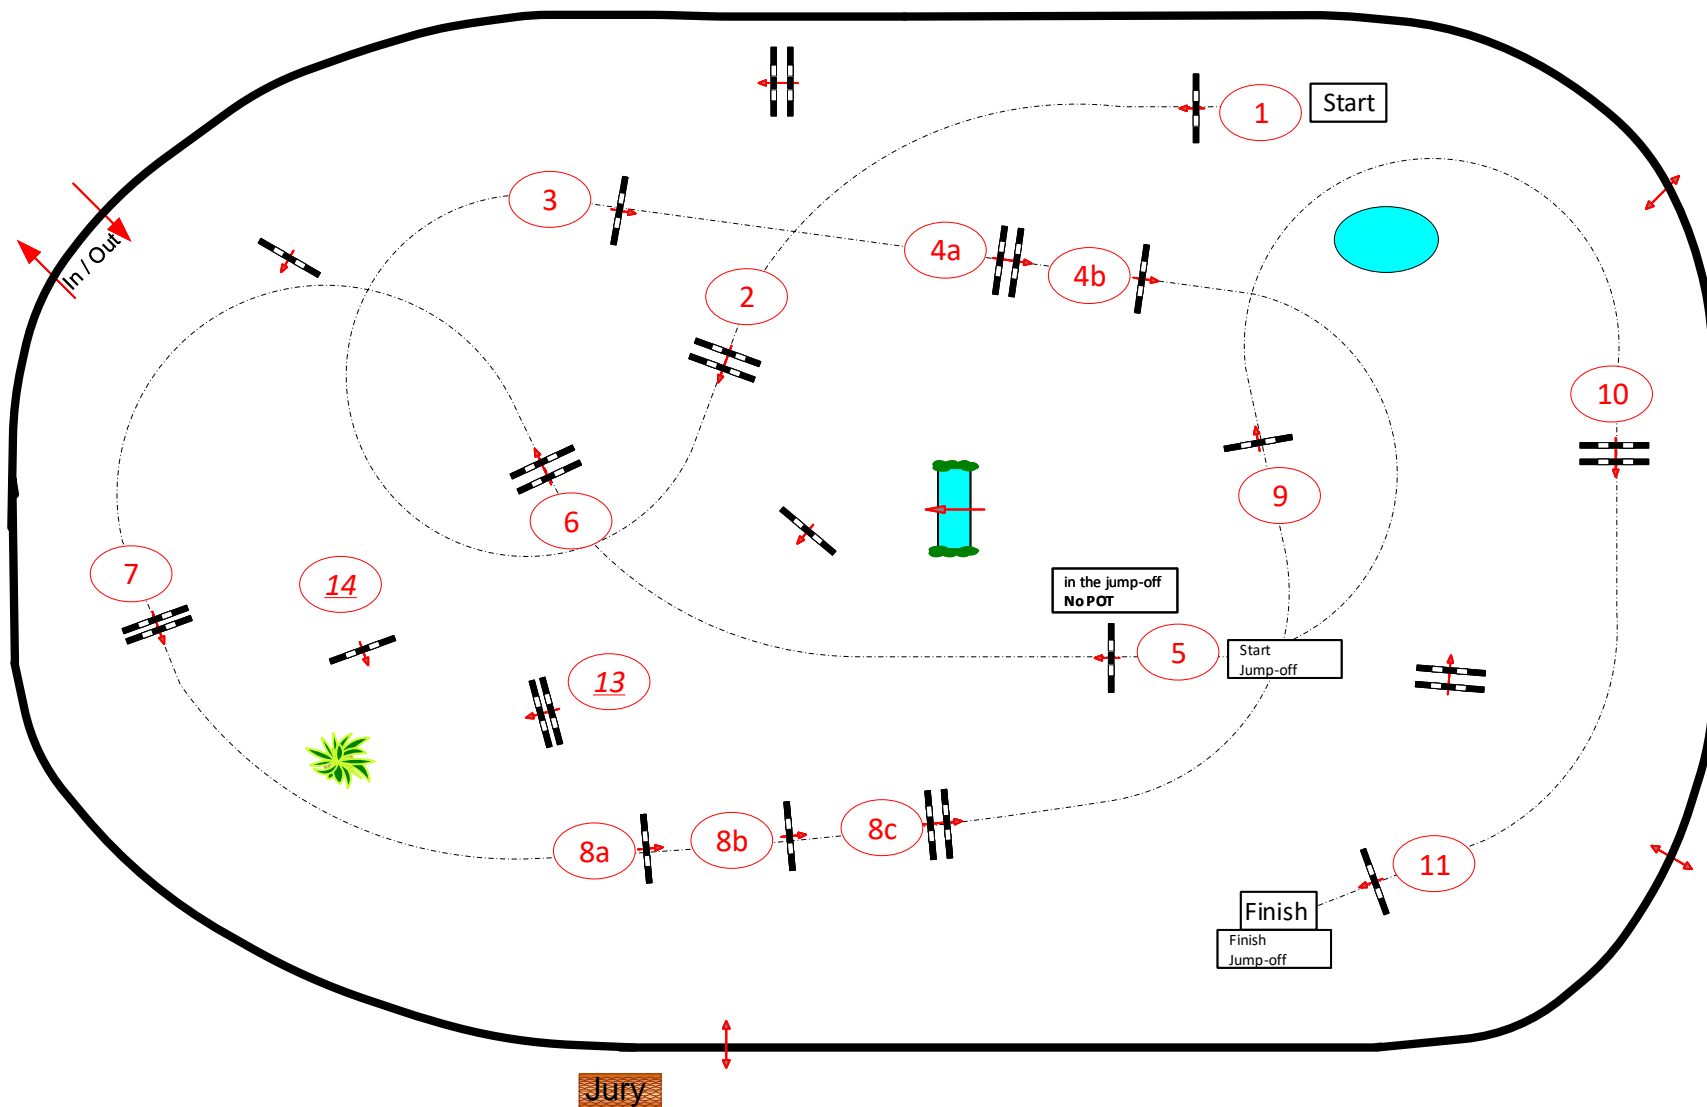 1
Start
3
4a
4b
2
In / Out
10
9
6
7
14
in the jump-off
No POT
5
Start
Jump-off
13
8a
8b
8c
11
Finish
Finish
Jump-off
Jury